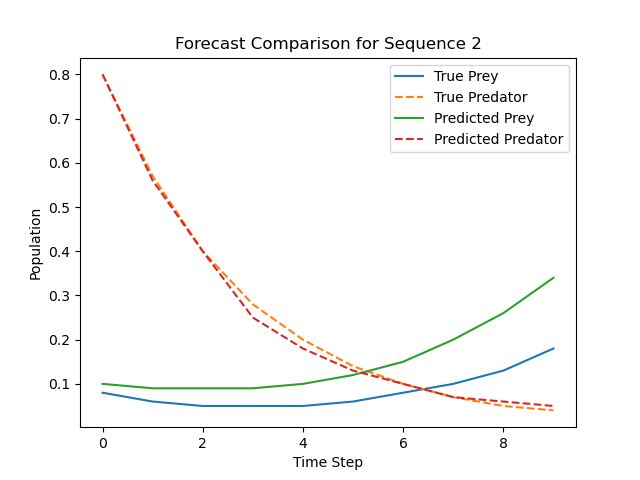 Forecast Comparison for Sequence 2
True Prey
True Predator
Predicted Prey
Predicted Predator
Population
0.8
0.7
0.6
0.5
0.4
0.3
0.2
0.1
0 2 4 6 8
Time Step